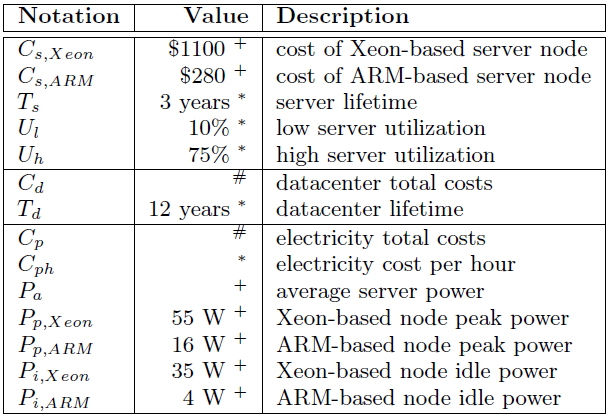 Notation Value Description
C_{s,Xeon} $1100 + cost of Xeon-based server node
C_{s,ARM} $280 + cost of ARM-based server node
T_s 3 years * server lifetime
U_l 10% * low server utilization
U_h 75% * high server utilization
C_d # datacenter total costs
T_d 12 years * datacenter lifetime
C_p # electricity total costs
C_{ph} * electricity cost per hour
P_a + average server power
P_{p,Xeon} 55 W + Xeon-based node peak power
P_{p,ARM} 16 W + ARM-based node peak power
P_{i,Xeon} 35 W + Xeon-based node idle power
P_{i,ARM} 4 W + ARM-based node idle power